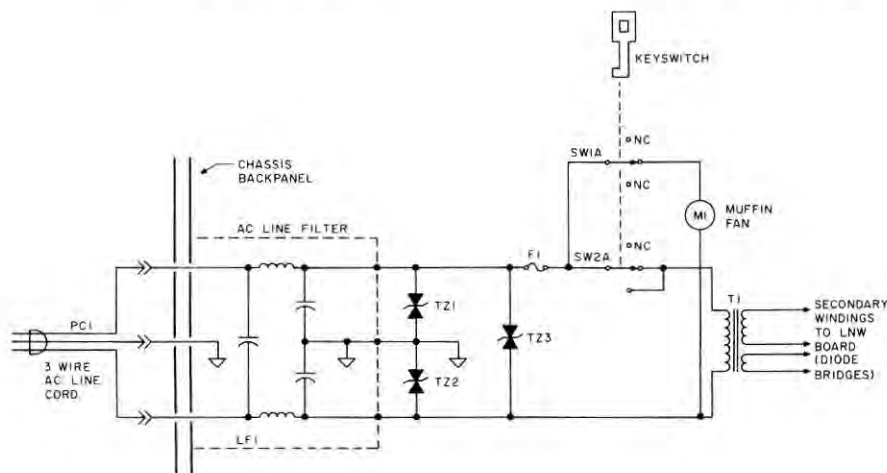 KEYSWITCH
NC
CHASSIS
BACKPANEL
SW1A
NC
AC LINE FILTER
M1
MUFFIN
FAN
F1
NC
SW2A
PC1
TZ1
T1
SECONDARY
WINDINGS
TO LNW
BOARD
(DIODE
BRIDGES)
TZ3
3 WIRE
AC LINE
CORD
TZ2
LF1